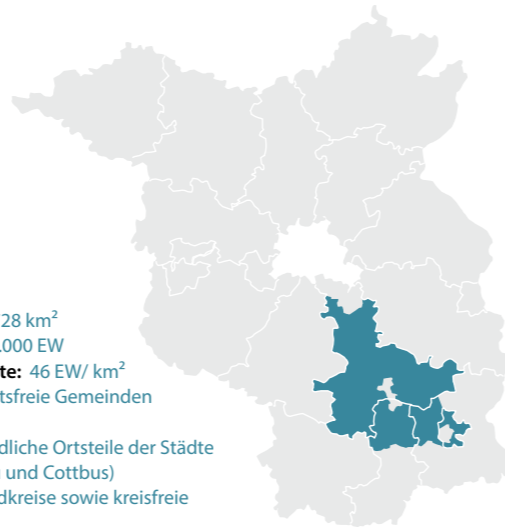 28 km²
.000 EW
te: 46 EW/ km²
tsfreie Gemeinden
dliche Ortsteile der Städte
und Cottbus)
dkreise sowie kreisfreie